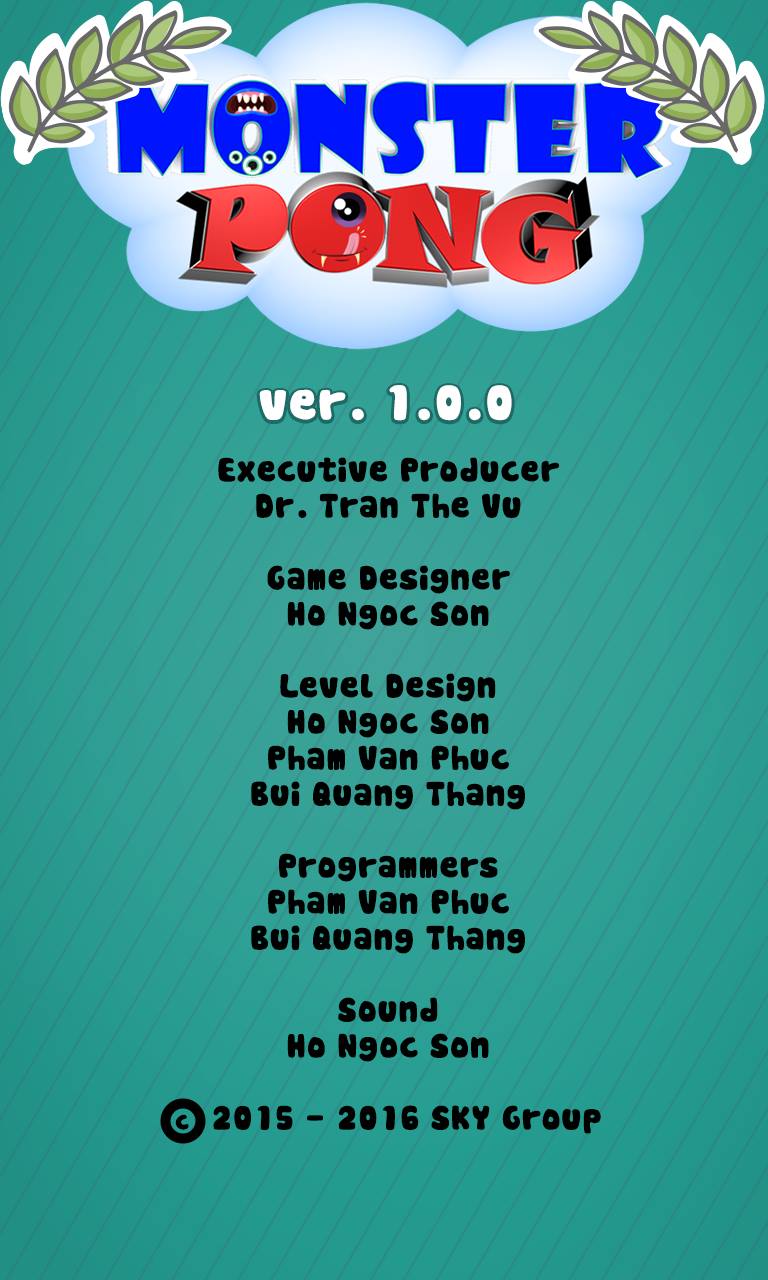 MONSTER
PONG
ver. 1.0.0
Executive Producer
Dr. Tran The Vu
Game Designer
Ho Ngoc Son
Level Design
Ho Ngoc Son
Pham Van Phuc
Bui Quang Thang
Programmers
Pham Van Phuc
Bui Quang Thang
Sound
Ho Ngoc Son
© 2015 - 2016 SKY Group